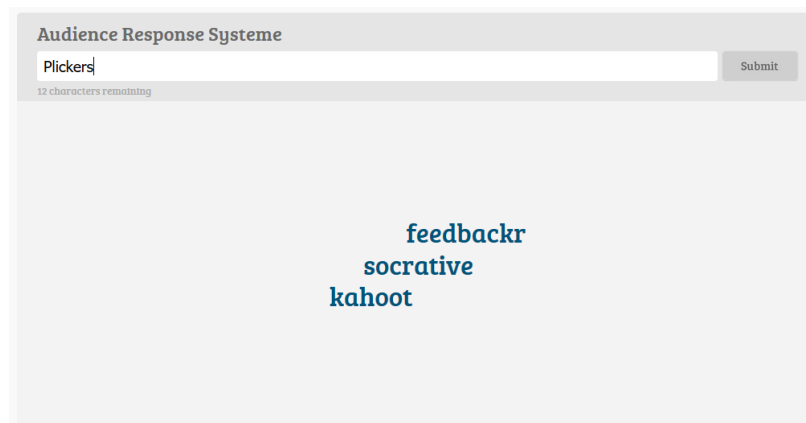 Audience Response Systeme
Plickers
Submit
12 characters remaining
feedbackr
socrative
kahoot